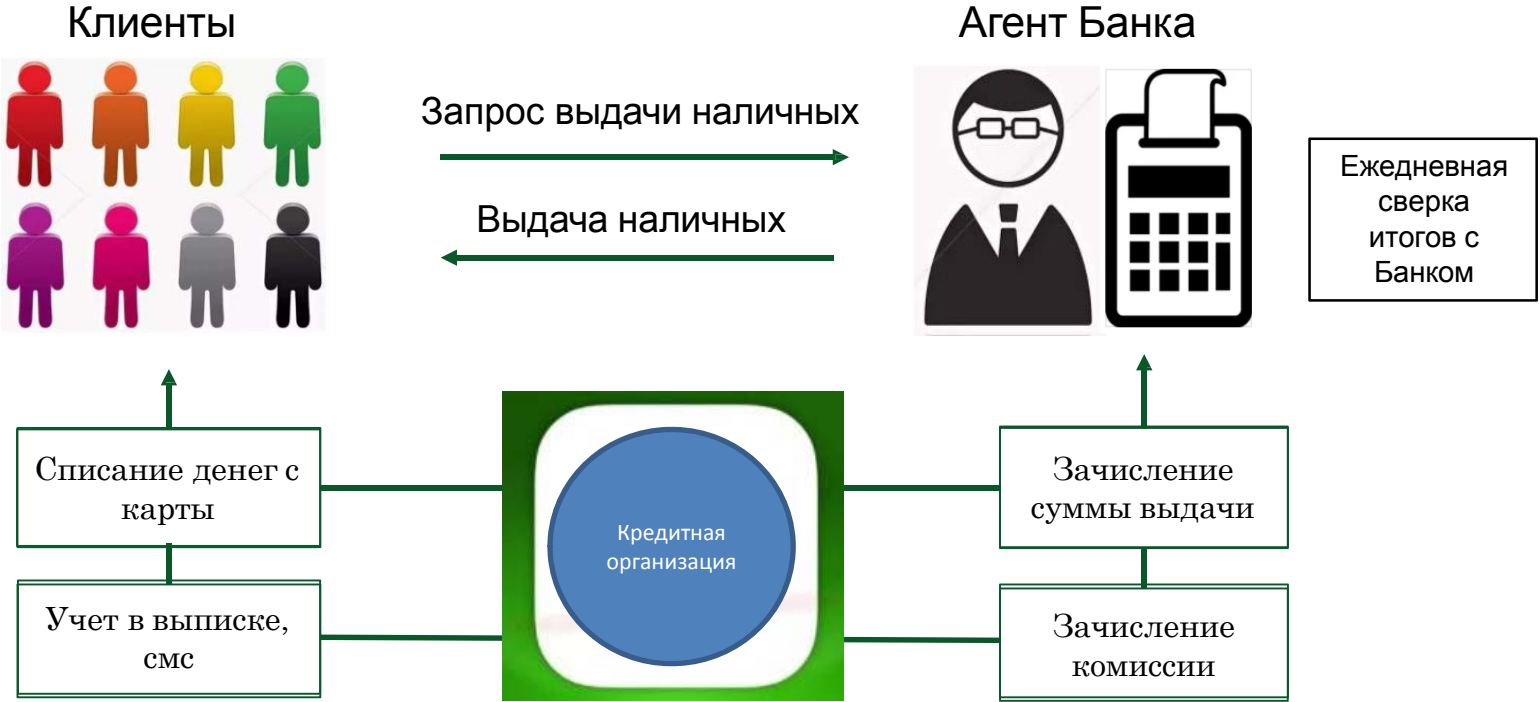 Клиенты
Агент Банка
Запрос выдачи наличных
Выдача наличных
Ежедневная
сверка
итогов с
Банком
Списание денег с
карты
Кредитная
организация
Зачисление
суммы выдачи
Учет в выписке,
смс
Зачисление
комиссии